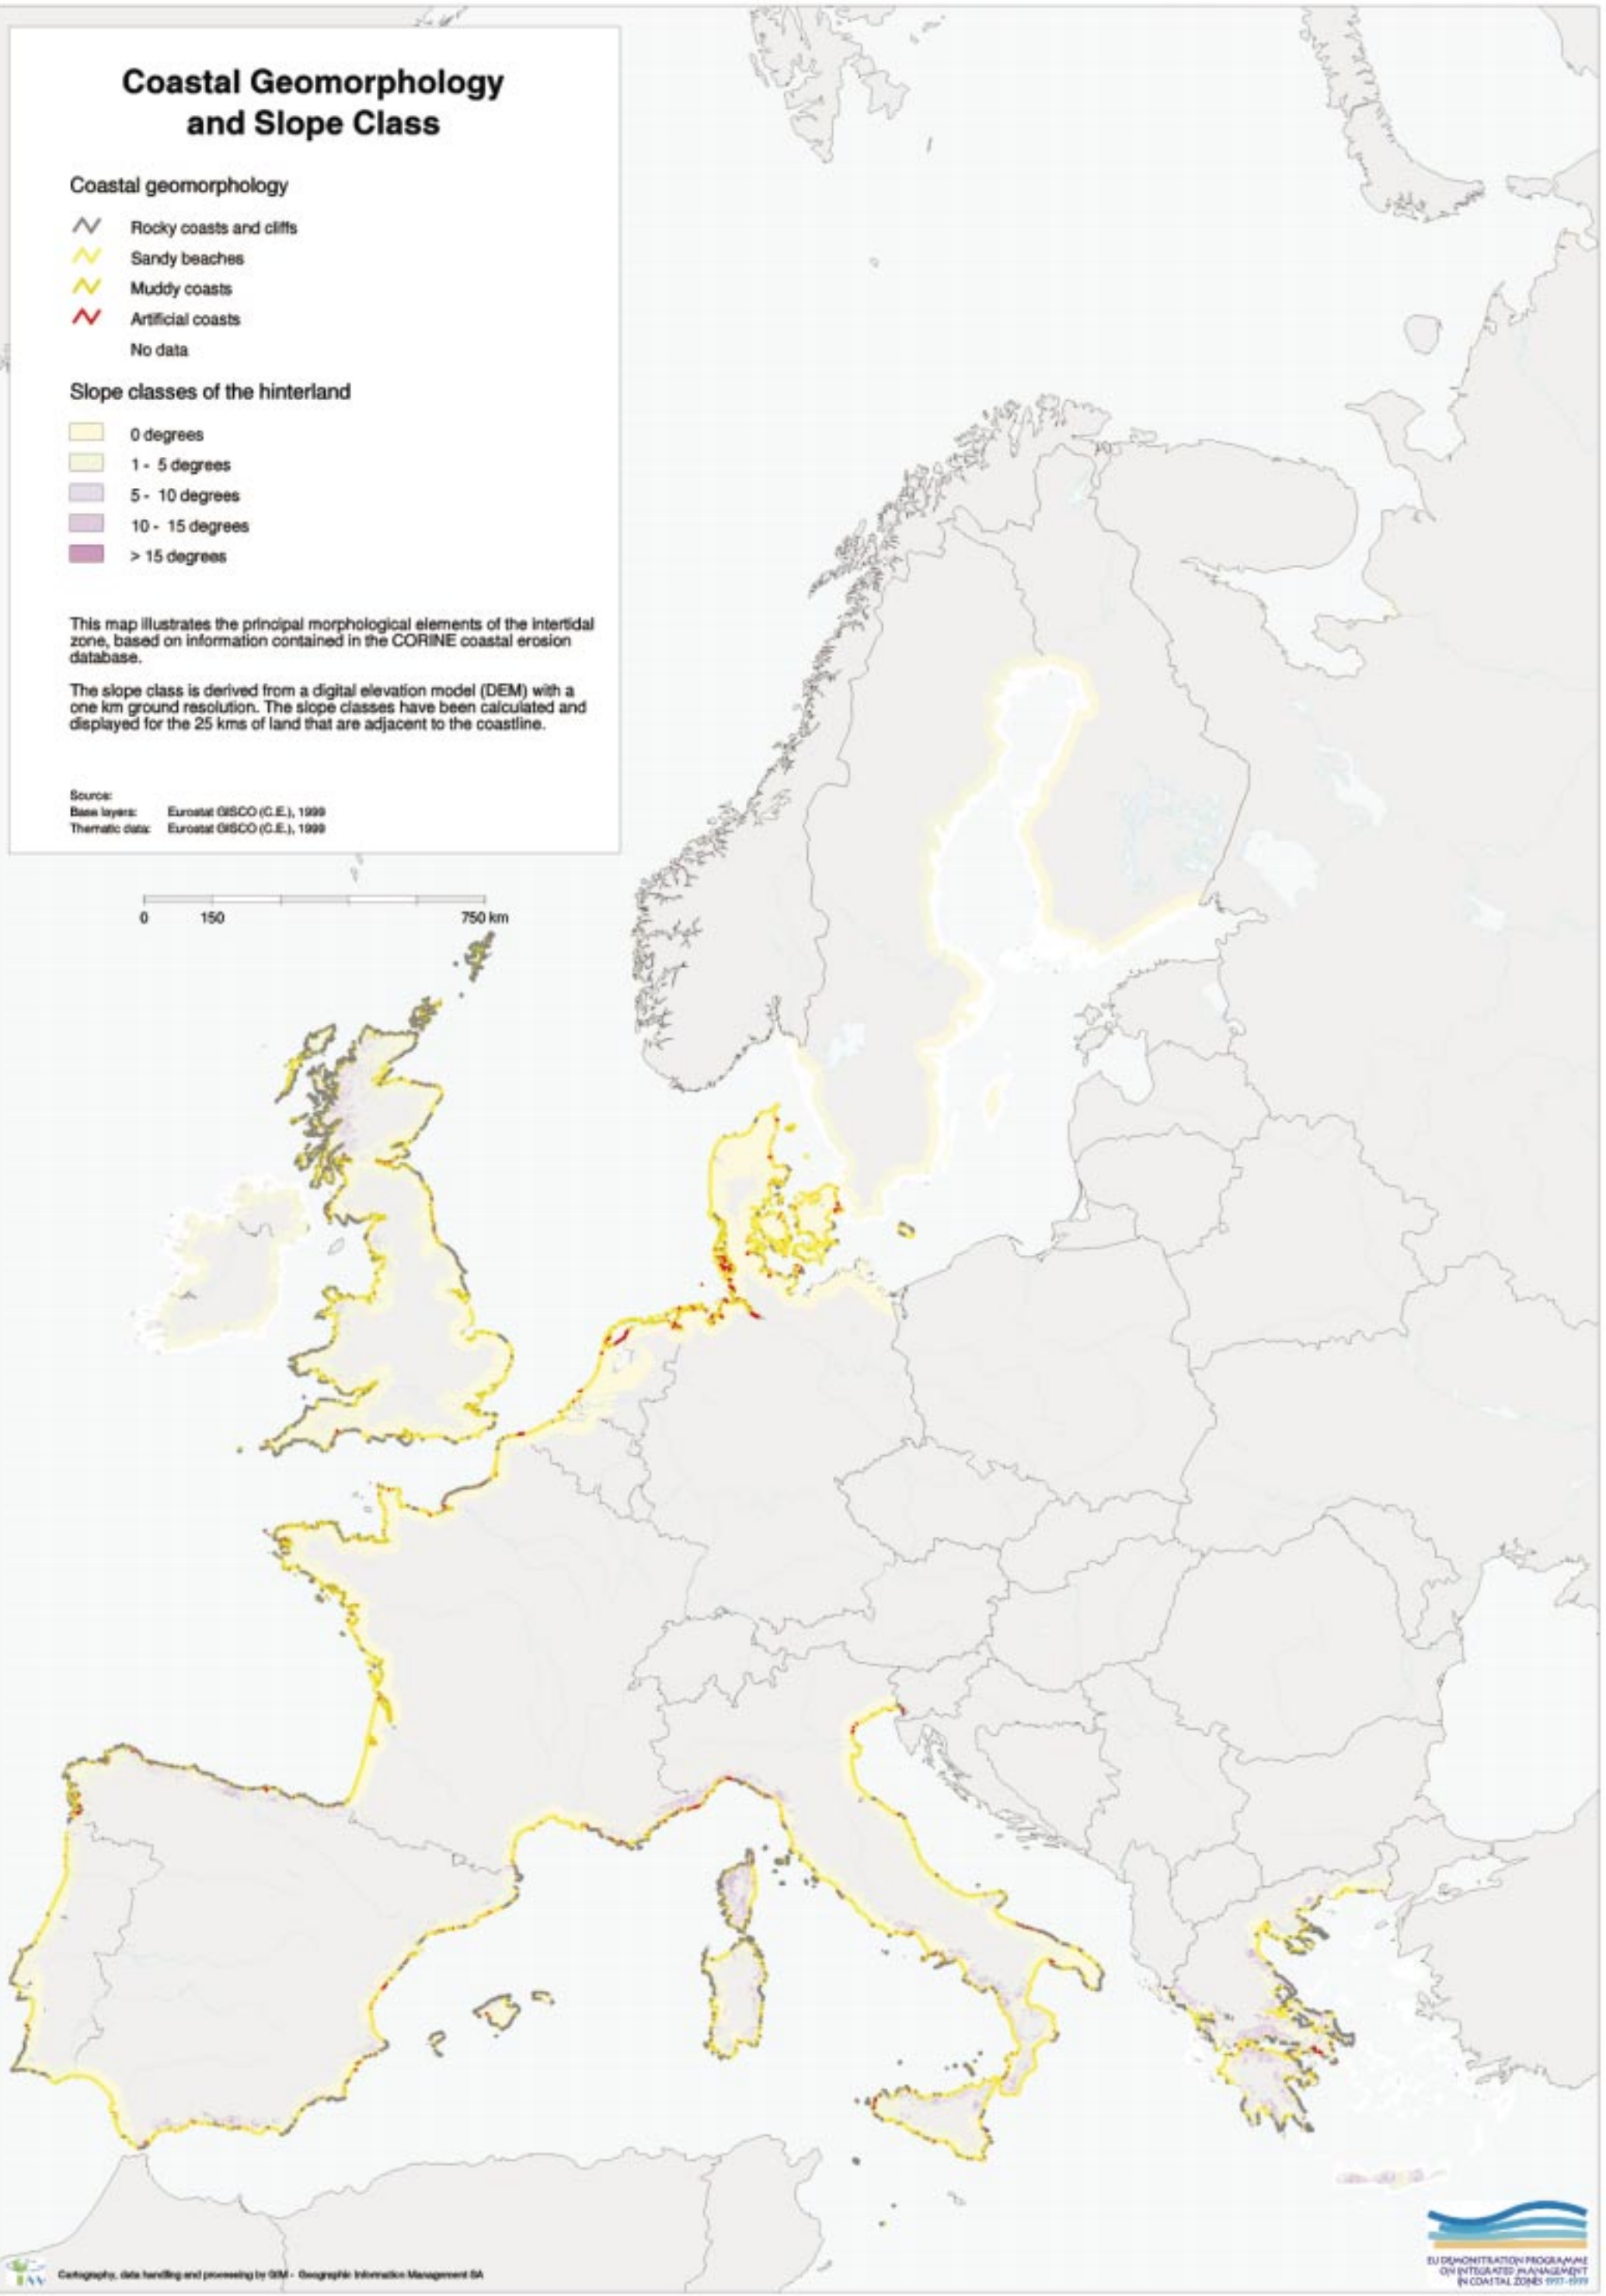 Coastal Geomorphology
and Slope Class
Coastal geomorphology
Rocky coasts and cliffs
Sandy beaches
Muddy coasts
Artificial coasts
No data
Slope classes of the hinterland
0 degrees
1 - 5 degrees
5 - 10 degrees
10 - 15 degrees
> 15 degrees
This map illustrates the principal morphological elements of the intertidal
zone, based on information contained in the CORINE coastal erosion
database.
The slope class is derived from a digital elevation model (DEM) with a
one km ground resolution. The slope classes have been calculated and
displayed for the 25 kms of land that are adjacent to the coastline.
Source:
Base layers: Eurostat GISCO (C.E.), 1999
Thematic data: Eurostat GISCO (C.E.), 1999
0 150 750 km
Cartography, data handling and processing by GIM - Geographic Information Management SA
EU DEMONSTRATION PROGRAMME
ON INTEGRATED MANAGEMENT
IN COASTAL ZONES 1997-1999